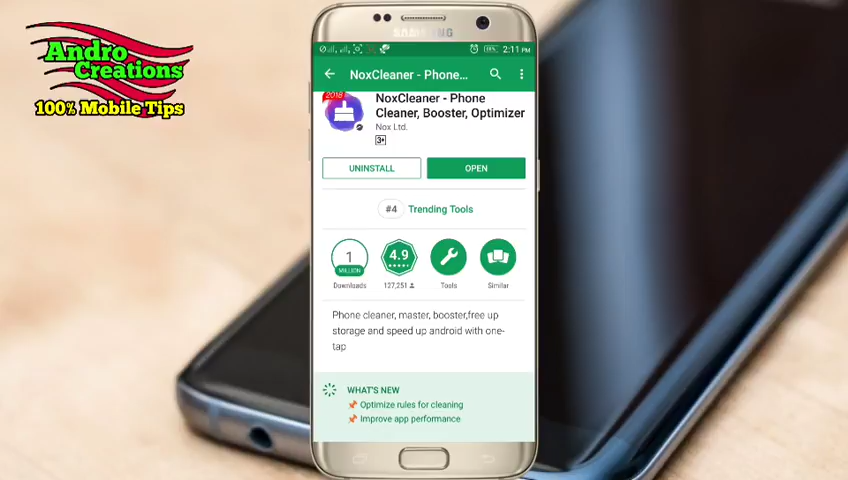 Andro
Creations
100% Mobile Tips
SAMSUNG
2:11 PM
NoxCleaner - Phone...
2018
NoxCleaner - Phone
Cleaner, Booster, Optimizer
Nox Ltd.
3+
UNINSTALL
OPEN
#4 Trending Tools
1
MILLION
4.9
Downloads
127,251
Tools
Similar
Phone cleaner, master, booster,free up
storage and speed up android with one-
tap
WHAT'S NEW
📌 Optimize rules for cleaning
📌 Improve app performance